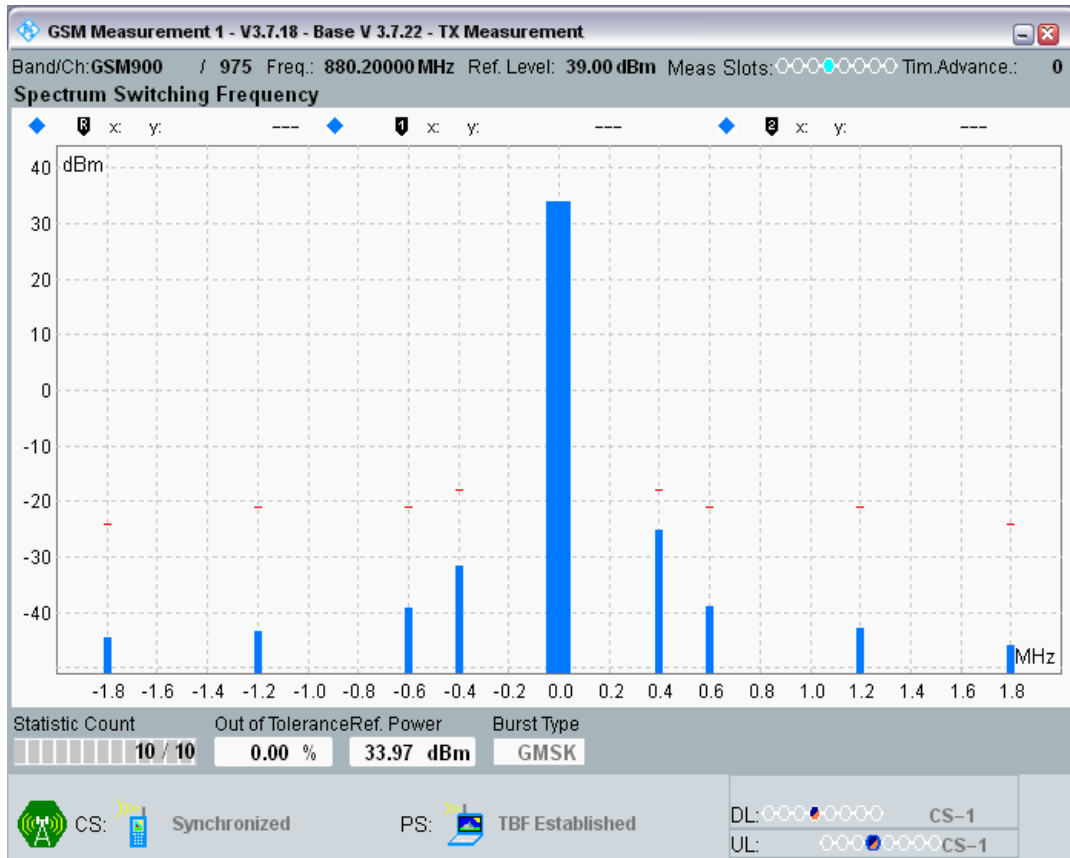 GSM Measurement 1 - V3.7.18 - Base V 3.7.22 - TX Measurement
Band/Ch:GSM900 / 975 Freq.: 880.20000 MHz Ref. Level: 39.00 dBm Meas Slots: Tim.Advance.: 0
Spectrum Switching Frequency
R x: y: --- 1 x: y: --- 2 x: y: ---
40 dBm
30
20
10
0
-10
-20
-30
-40
MHz
-1.8 -1.6 -1.4 -1.2 -1.0 -0.8 -0.6 -0.4 -0.2 0.0 0.2 0.4 0.6 0.8 1.0 1.2 1.4 1.6 1.8
Statistic Count Out of Tolerance Ref. Power Burst Type
10 / 10 0.00 % 33.97 dBm GMSK
CS: Synchronized PS: TBF Established
DL: CS-1
UL: CS-1